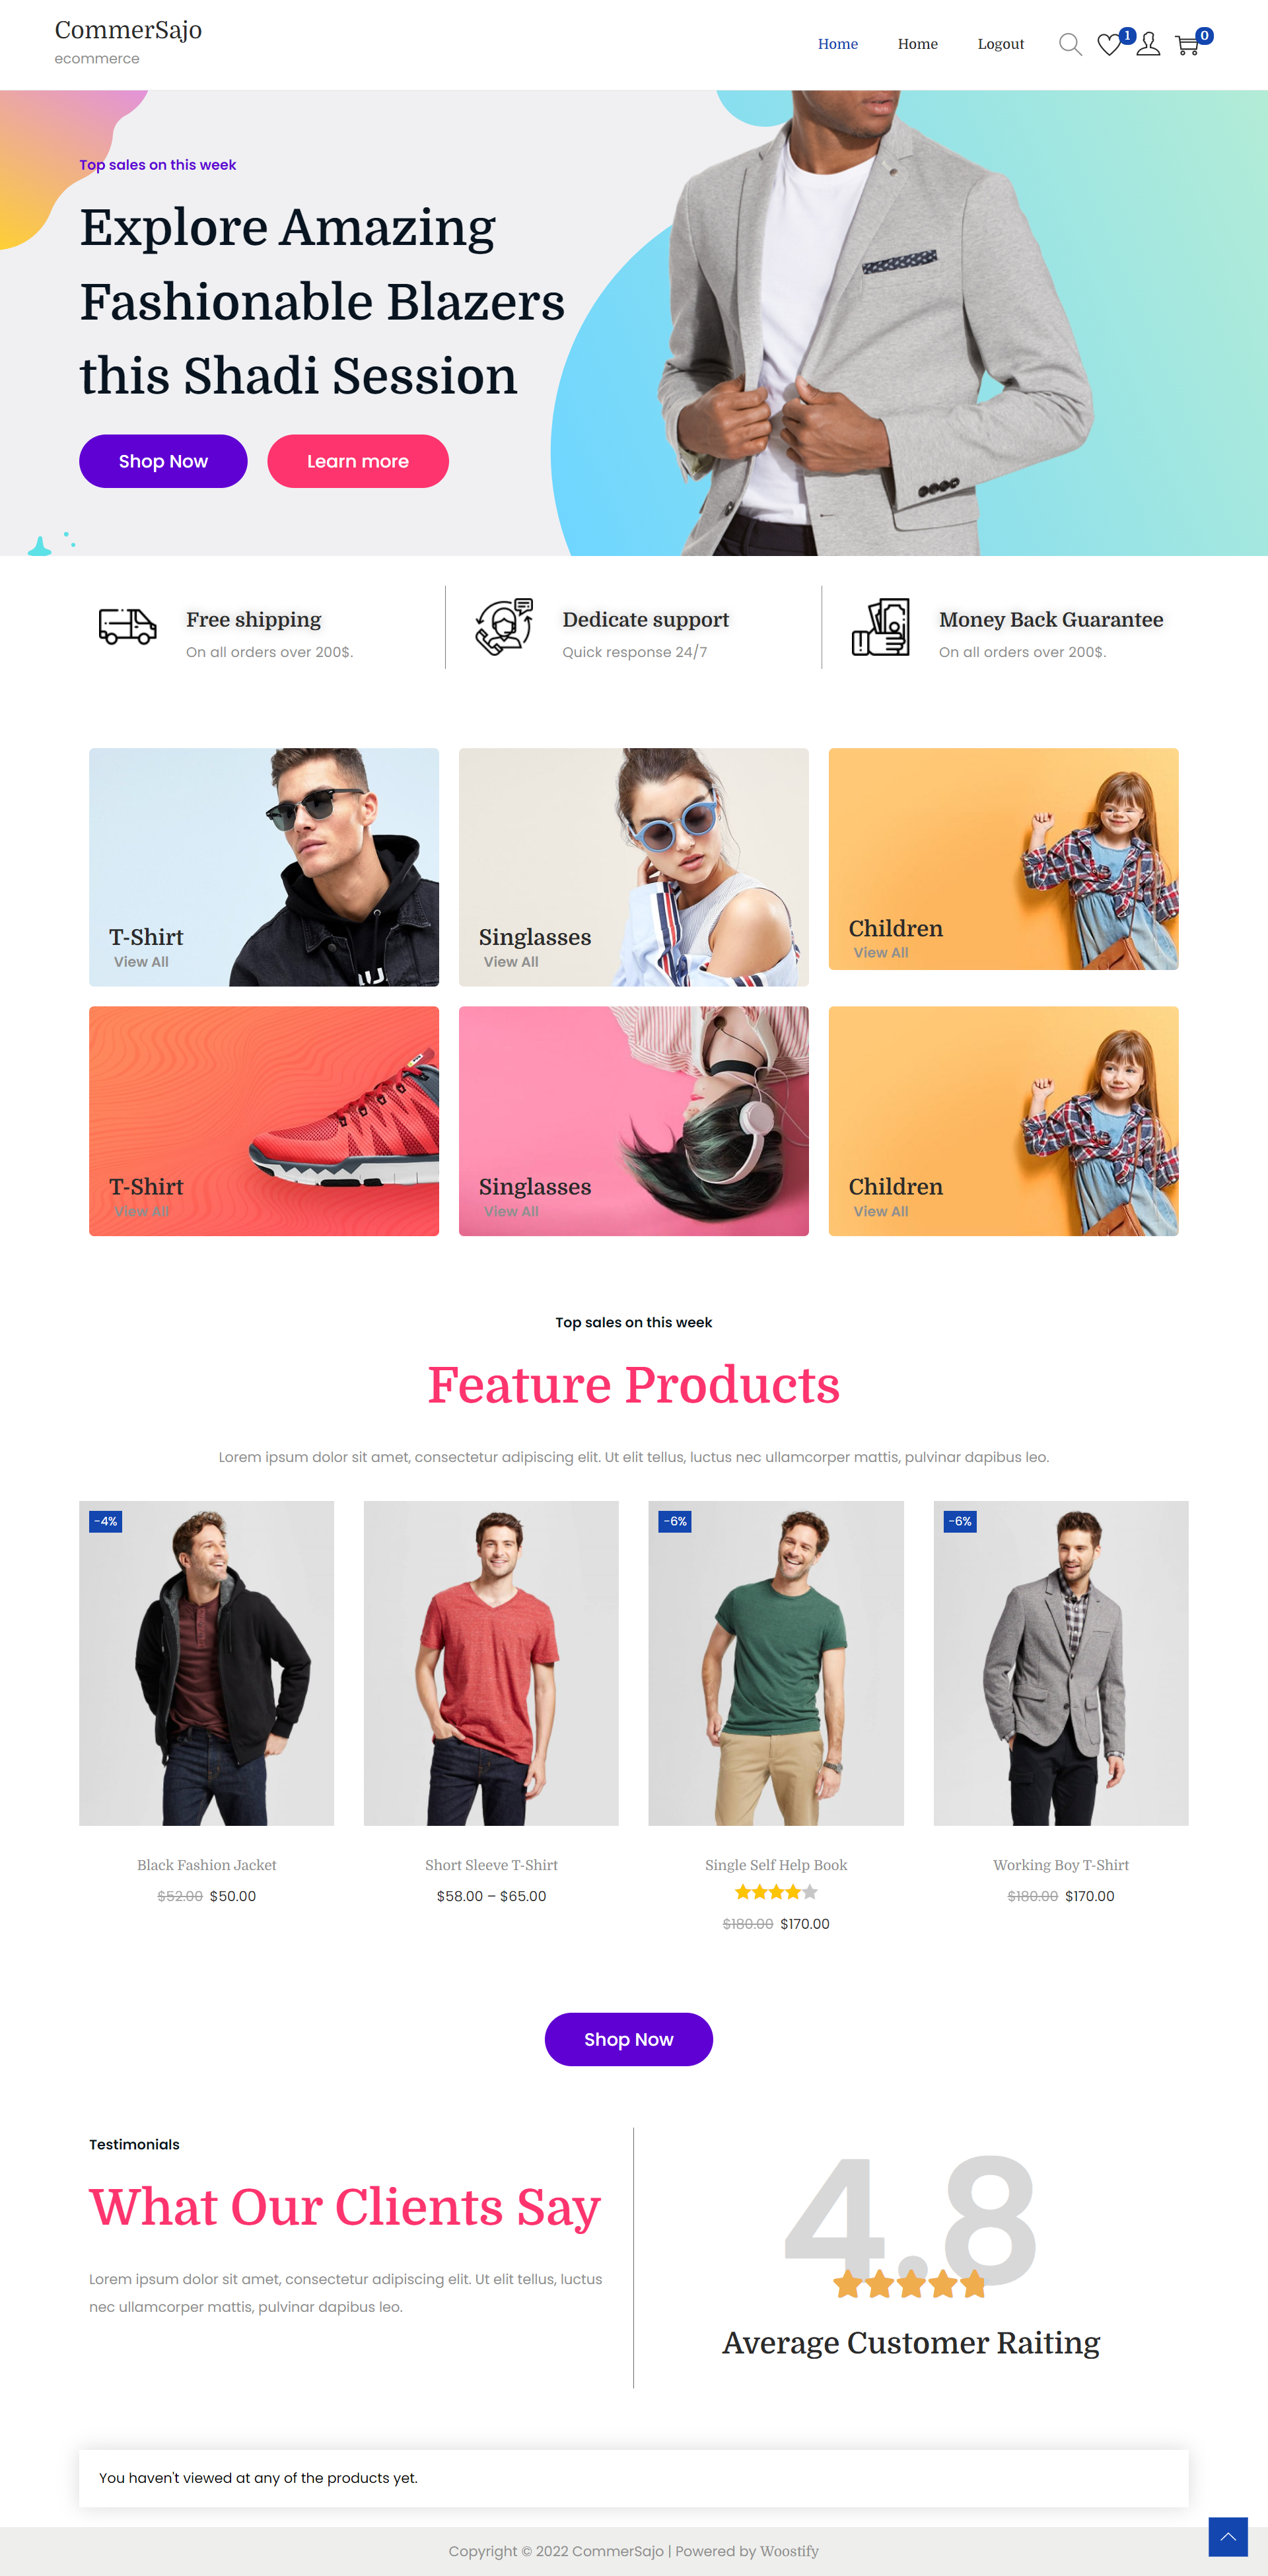 CommerSajo
ecommerce
Home
Home
Logout
1
0
Top sales on this week
Explore Amazing
Fashionable Blazers
this Shadi Session
Shop Now
Learn more
Free shipping
On all orders over 200$.
Dedicate support
Quick response 24/7
Money Back Guarantee
On all orders over 200$.
T-Shirt
View All
Singlasses
View All
Children
View All
T-Shirt
View All
Singlasses
View All
Children
View All
Top sales on this week
Feature Products
Lorem ipsum dolor sit amet, consectetur adipiscing elit. Ut elit tellus, luctus nec ullamcorper mattis, pulvinar dapibus leo.
-4%
-6%
-6%
Black Fashion Jacket
$52.00 $50.00
Short Sleeve T-Shirt
$58.00 – $65.00
Single Self Help Book
$180.00 $170.00
Working Boy T-Shirt
$180.00 $170.00
Shop Now
Testimonials
What Our Clients Say
Lorem ipsum dolor sit amet, consectetur adipiscing elit. Ut elit tellus, luctus
nec ullamcorper mattis, pulvinar dapibus leo.
4.8
Average Customer Raiting
You haven't viewed at any of the products yet.
Copyright © 2022 CommerSajo | Powered by Woostify